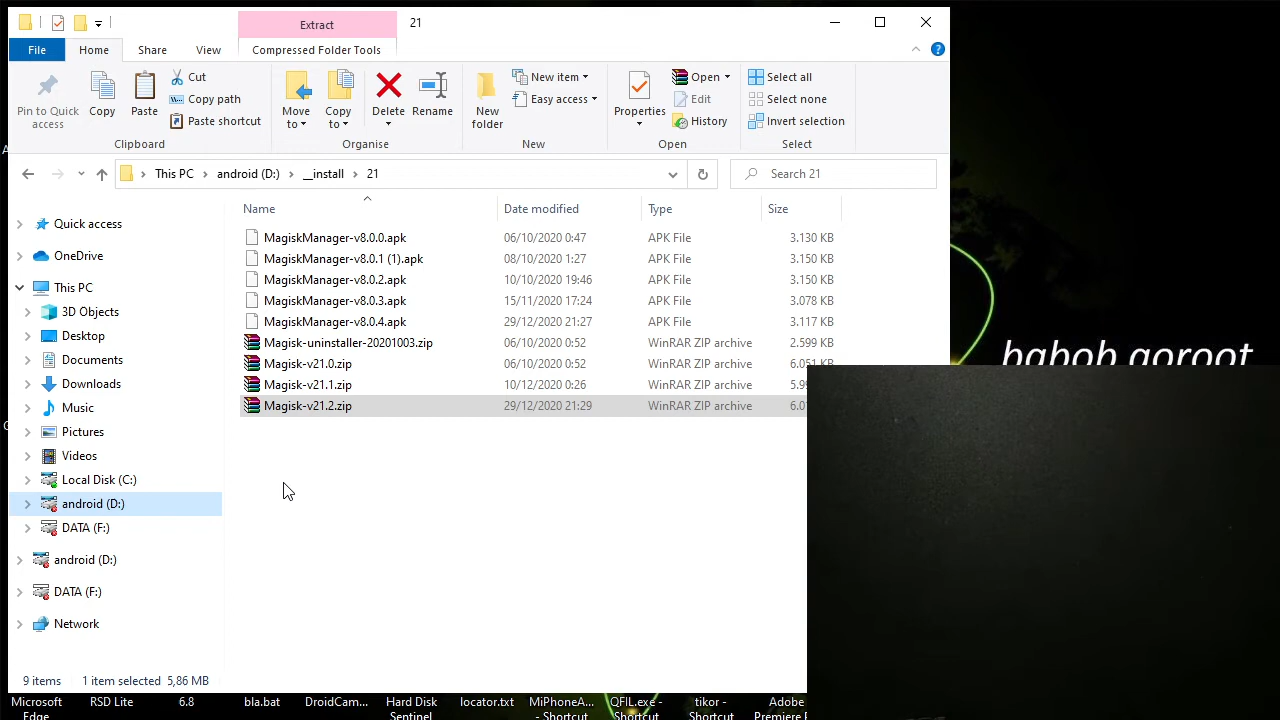 Extract
21
File
Home
Share
View
Compressed Folder Tools
Pin to Quick access
Copy
Paste
Cut
Copy path
Paste shortcut
Clipboard
Move to
Copy to
Delete
Rename
Organise
New folder
New item
Easy access
New
Properties
Open
Edit
History
Open
Select all
Select none
Invert selection
Select
This PC
android (D:)
__install
21
Search 21
Name
Date modified
Type
Size
MagiskManager-v8.0.0.apk 06/10/2020 0:47 APK File 3.130 KB
MagiskManager-v8.0.1 (1).apk 08/10/2020 1:27 APK File 3.150 KB
MagiskManager-v8.0.2.apk 10/10/2020 19:46 APK File 3.150 KB
MagiskManager-v8.0.3.apk 15/11/2020 17:24 APK File 3.078 KB
MagiskManager-v8.0.4.apk 29/12/2020 21:27 APK File 3.117 KB
Magisk-uninstaller-20201003.zip 06/10/2020 0:52 WinRAR ZIP archive 2.599 KB
Magisk-v21.0.zip 06/10/2020 0:52 WinRAR ZIP archive 6.051 KB
Magisk-v21.1.zip 10/12/2020 0:26 WinRAR ZIP archive
Magisk-v21.2.zip 29/12/2020 21:29 WinRAR ZIP archive
Quick access
OneDrive
This PC
3D Objects
Desktop
Documents
Downloads
Music
Pictures
Videos
Local Disk (C:)
android (D:)
DATA (F:)
android (D:)
DATA (F:)
Network
9 items
1 item selected 5,86 MB
babob goroot
Microsoft Edge
RSD Lite
6.8
bla.bat
DroidCam...
Hard Disk Sentinel
locator.txt
MiPhoneA... - Shortcut
QFIL.exe - Shortcut
tikor - Shortcut
Adobe Premiere